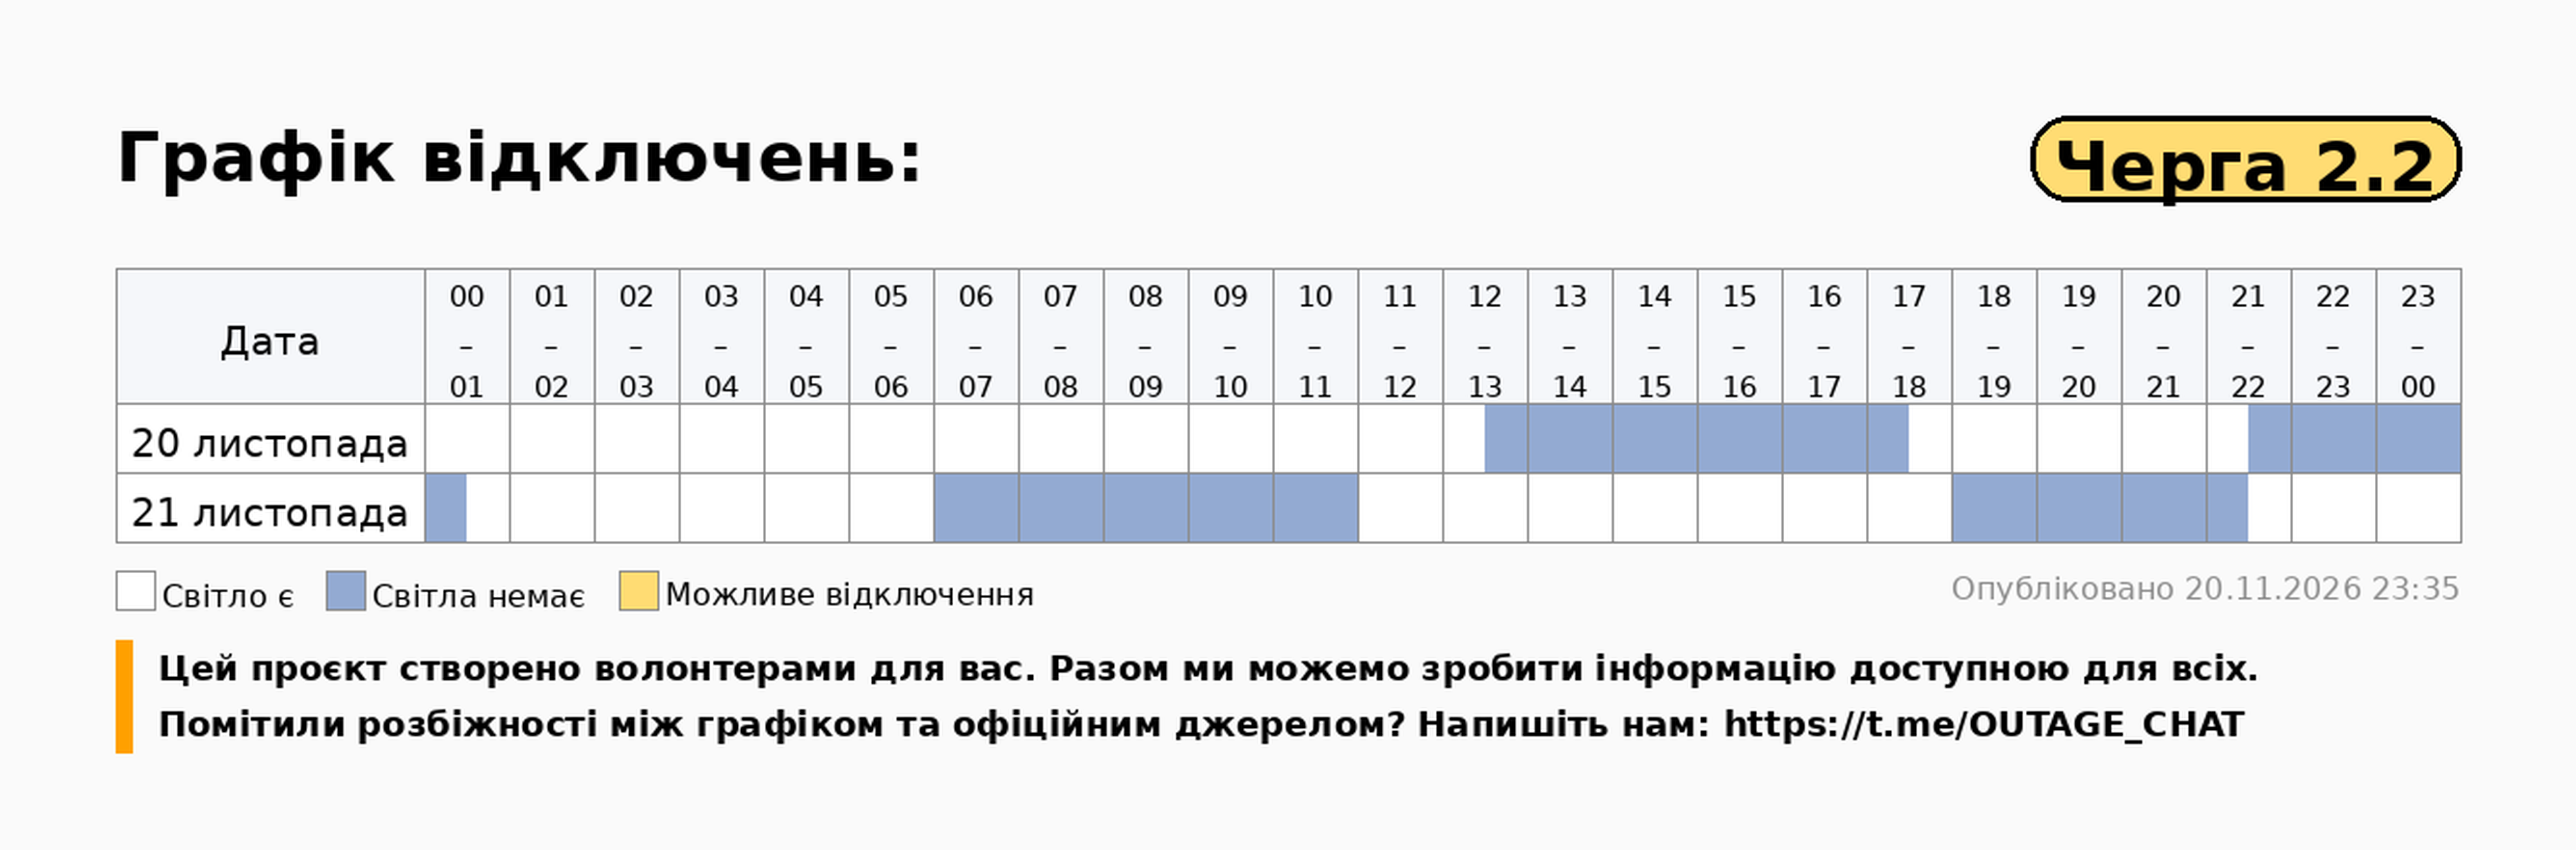 Графік відключень:
Черга 2.2
Дата
00 – 01
01 – 02
02 – 03
03 – 04
04 – 05
05 – 06
06 – 07
07 – 08
08 – 09
09 – 10
10 – 11
11 – 12
12 – 13
13 – 14
14 – 15
15 – 16
16 – 17
17 – 18
18 – 19
19 – 20
20 – 21
21 – 22
22 – 23
23 – 00
20 листопада
21 листопада
Світло є
Світла немає
Можливе відключення
Опубліковано 20.11.2026 23:35
Цей проєкт створено волонтерами для вас. Разом ми можемо зробити інформацію доступною для всіх.
Помітили розбіжності між графіком та офіційним джерелом? Напишіть нам: https://t.me/OUTAGE_CHAT